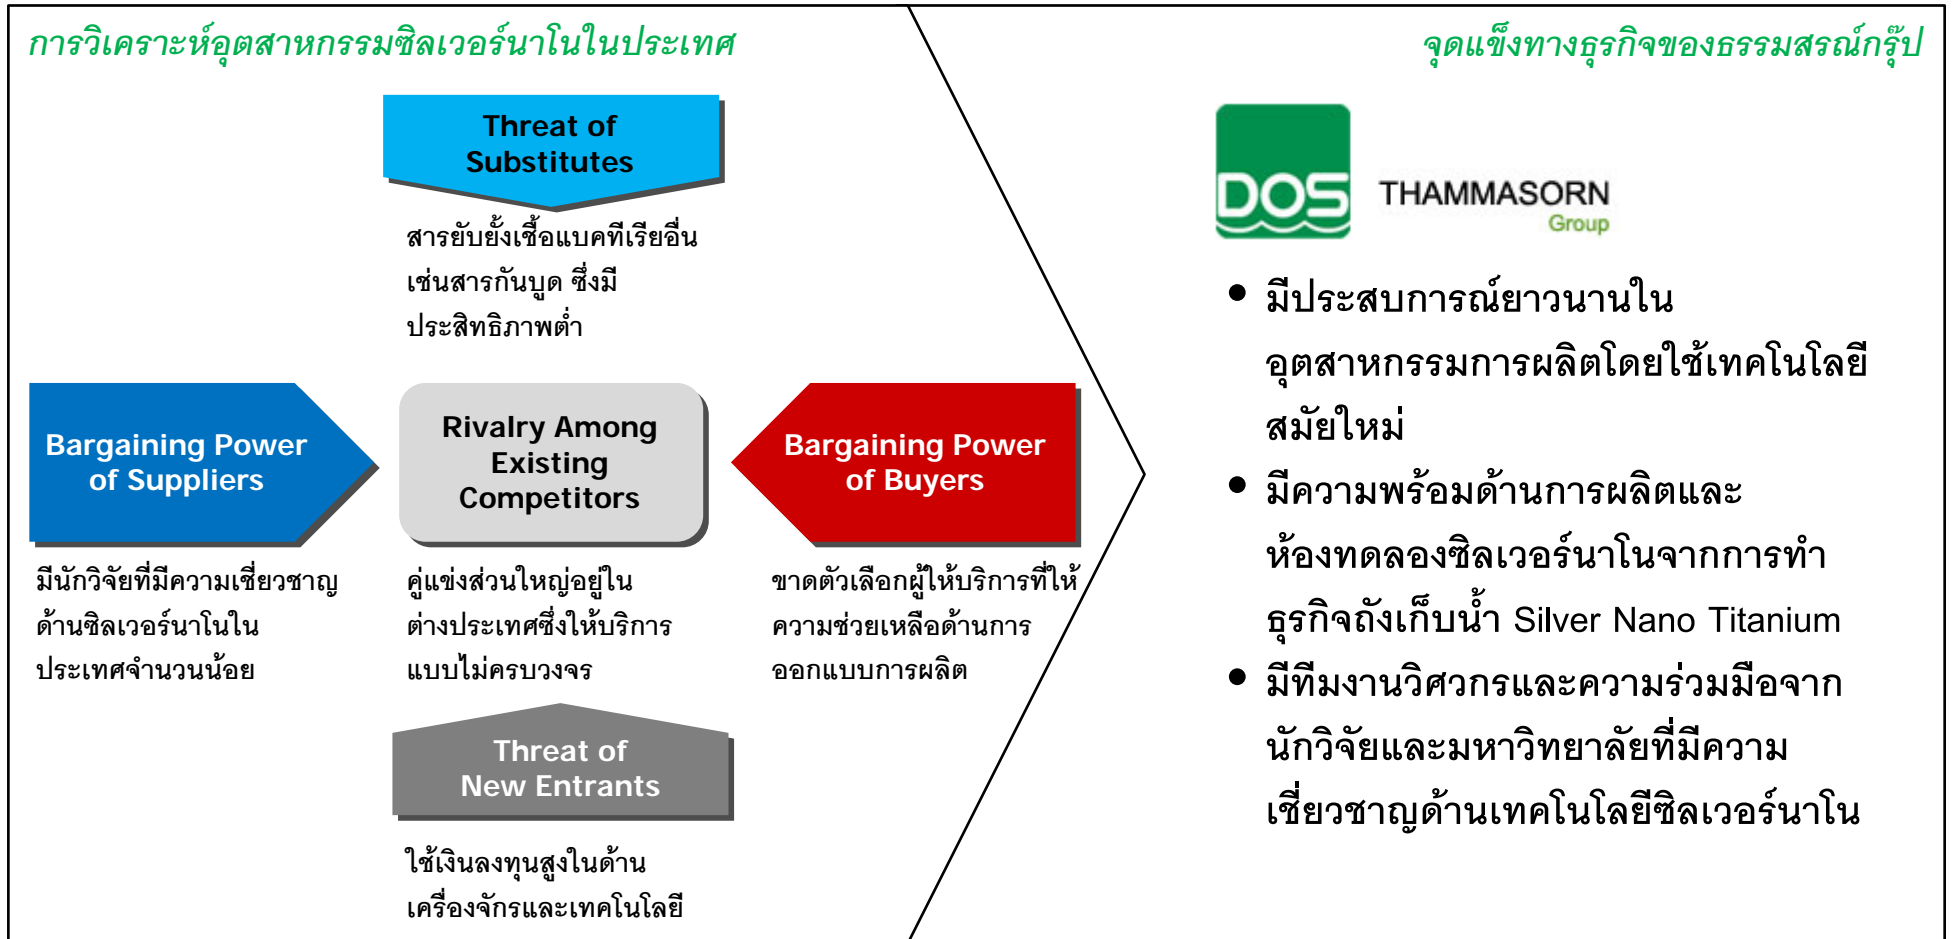 การวิเคราะห์อุตสาหกรรมซิลเวอร์นาโนในประเทศ
Threat of
Substitutes
สารยับยั้งเชื้อแบคทีเรียอื่น
เช่นสารกันบูด ซึ่งมี
ประสิทธิภาพต่ำ
Bargaining Power
of Suppliers
มีนักวิจัยที่มีความเชี่ยวชาญ
ด้านซิลเวอร์นาโนใน
ประเทศจำนวนน้อย
Rivalry Among
Existing
Competitors
คู่แข่งส่วนใหญ่อยู่ใน
ต่างประเทศซึ่งให้บริการ
แบบไม่ครบวงจร
Bargaining Power
of Buyers
ขาดตัวเลือกผู้ให้บริการที่ให้
ความช่วยเหลือด้านการ
ออกแบบการผลิต
Threat of
New Entrants
ใช้เงินลงทุนสูงในด้าน
เครื่องจักรและเทคโนโลยี
จุดแข็งทางธุรกิจของธรรมสรณ์กรุ๊ป
DOS
THAMMASORN
Group
• มีประสบการณ์ยาวนานใน
อุตสาหกรรมการผลิตโดยใช้เทคโนโลยี
สมัยใหม่
• มีความพร้อมด้านการผลิตและ
ห้องทดลองซิลเวอร์นาโนจากการทำ
ธุรกิจถังเก็บน้ำ Silver Nano Titanium
• มีทีมงานวิศวกรและความร่วมมือจาก
นักวิจัยและมหาวิทยาลัยที่มีความ
เชี่ยวชาญด้านเทคโนโลยีซิลเวอร์นาโน